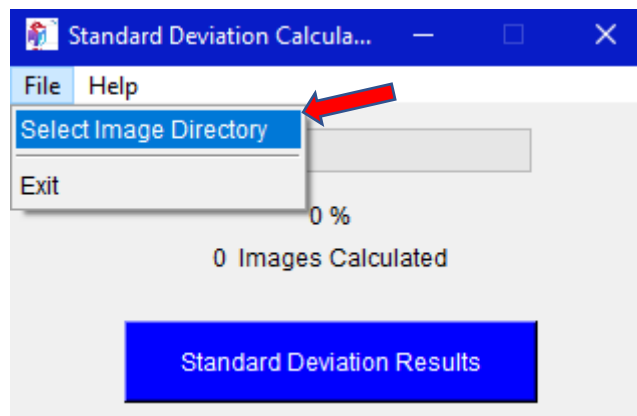 Standard Deviation Calcula...
File Help
Select Image Directory
Exit
0 %
0 Images Calculated
Standard Deviation Results